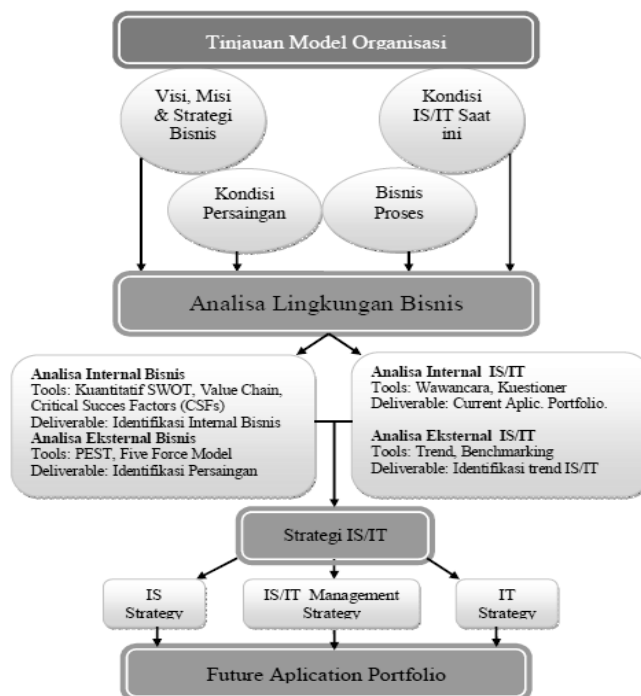 Tinjauan Model Organisasi
Visi, Misi
& Strategi
Bisnis
Kondisi
IS/IT Saat
ini
Kondisi
Persaingan
Bisnis
Proses
Analisa Lingkungan Bisnis
Analisa Internal Bisnis
Tools: Kuantitatif SWOT, Value Chain,
Critical Succes Factors (CSFs)
Deliverable: Identifikasi Internal Bisnis
Analisa Eksternal Bisnis
Tools: PEST, Five Force Model
Deliverable: Identifikasi Persaingan
Analisa Internal IS/IT
Tools: Wawancara, Kuestioner
Deliverable: Current Aplic. Portfolio.
Analisa Eksternal IS/IT
Tools: Trend, Benchmarking
Deliverable: Identifikasi trend IS/IT
Strategi IS/IT
IS
Strategy
IS/IT Management
Strategy
IT
Strategy
Future Aplication Portfolio